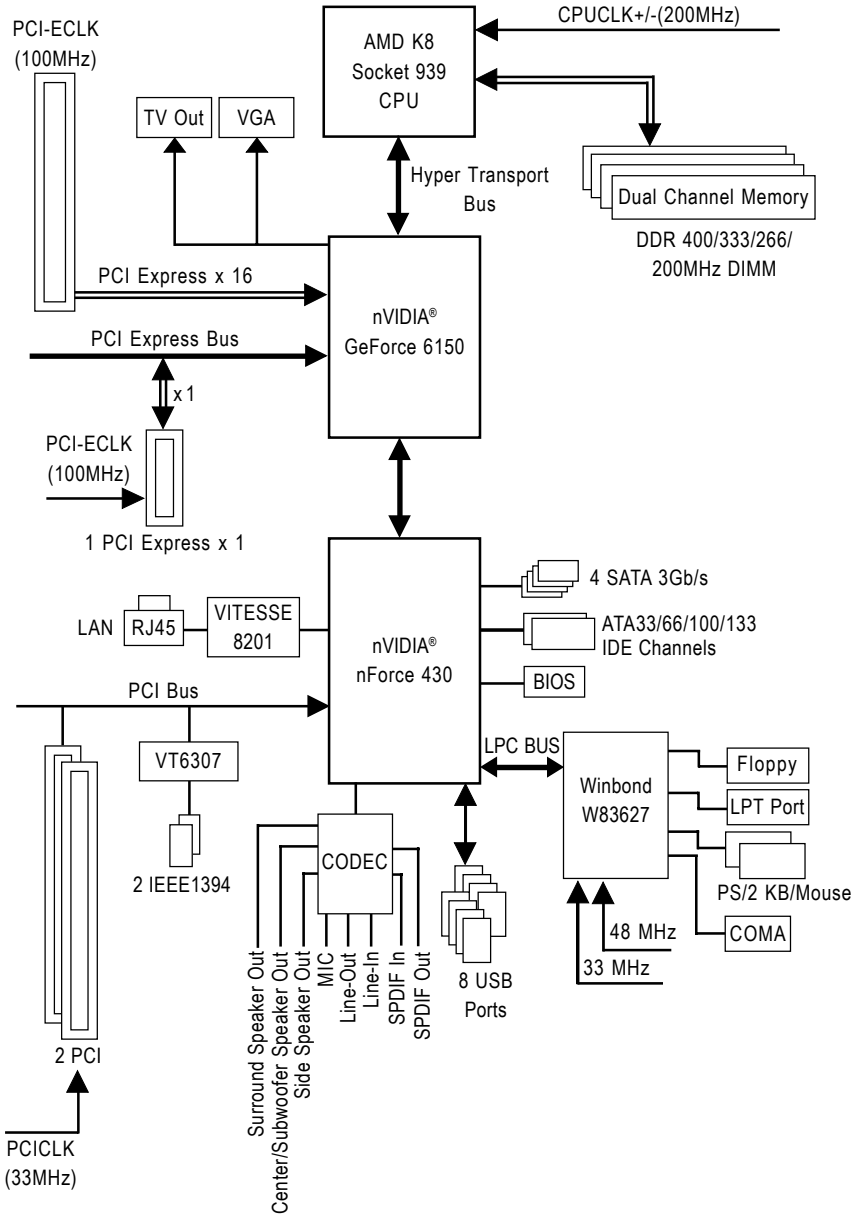 PCI-ECLK
(100MHz)
AMD K8
Socket 939
CPU
CPUCLK+/-(200MHz)
TV Out
VGA
Hyper Transport
Bus
Dual Channel Memory
DDR 400/333/266/
200MHz DIMM
PCI Express x 16
nVIDIA®
GeForce 6150
PCI Express Bus
x 1
PCI-ECLK
(100MHz)
1 PCI Express x 1
4 SATA 3Gb/s
LAN
RJ45
VITESSE
8201
nVIDIA®
nForce 430
ATA33/66/100/133
IDE Channels
BIOS
PCI Bus
LPC BUS
VT6307
Winbond
W83627
Floppy
LPT Port
CODEC
2 IEEE1394
PS/2 KB/Mouse
48 MHz
COMA
33 MHz
8 USB
Ports
Surround Speaker Out
Center/Subwoofer Speaker Out
Side Speaker Out
MIC
Line-Out
Line-In
SPDIF In
SPDIF Out
2 PCI
PCICLK
(33MHz)